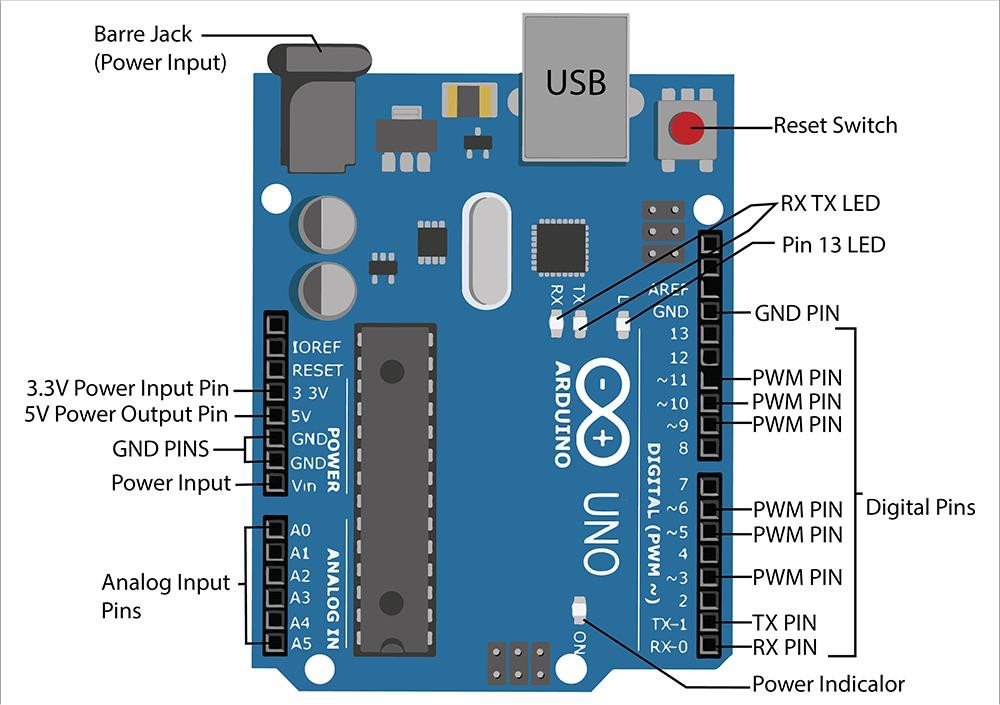 Barre Jack
(Power Input)
USB
Reset Switch
RX TX LED
Pin 13 LED
RX
TX
L
AREF
GND
GND PIN
13
12
~11
PWM PIN
~10
PWM PIN
~9
PWM PIN
8
IOREF
RESET
3.3V Power Input Pin
3 3V
5V Power Output Pin
5V
GND PINS
GND
GND
Power Input
Vin
POWER
ARDUINO
UNO
DIGITAL (PWM ~)
7
~6
PWM PIN
~5
PWM PIN
4
~3
PWM PIN
2
TX-1
TX PIN
RX-0
RX PIN
Digital Pins
Analog Input
Pins
A0
A1
A2
A3
A4
A5
ANALOG IN
ON
Power Indicalor